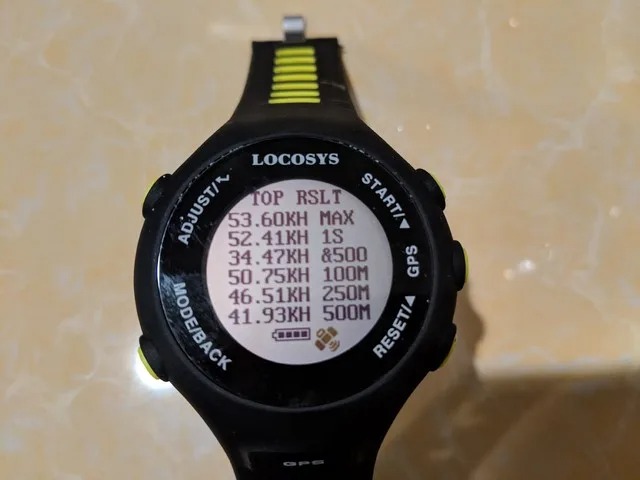 LOCOSYS
ADJUST/
START/
GPS
MODE/BACK
RESET/
TOP RSLT
53.60KH MAX
52.41KH 1S
34.47KH &500
50.75KH 100M
46.51KH 250M
41.93KH 500M
GPS